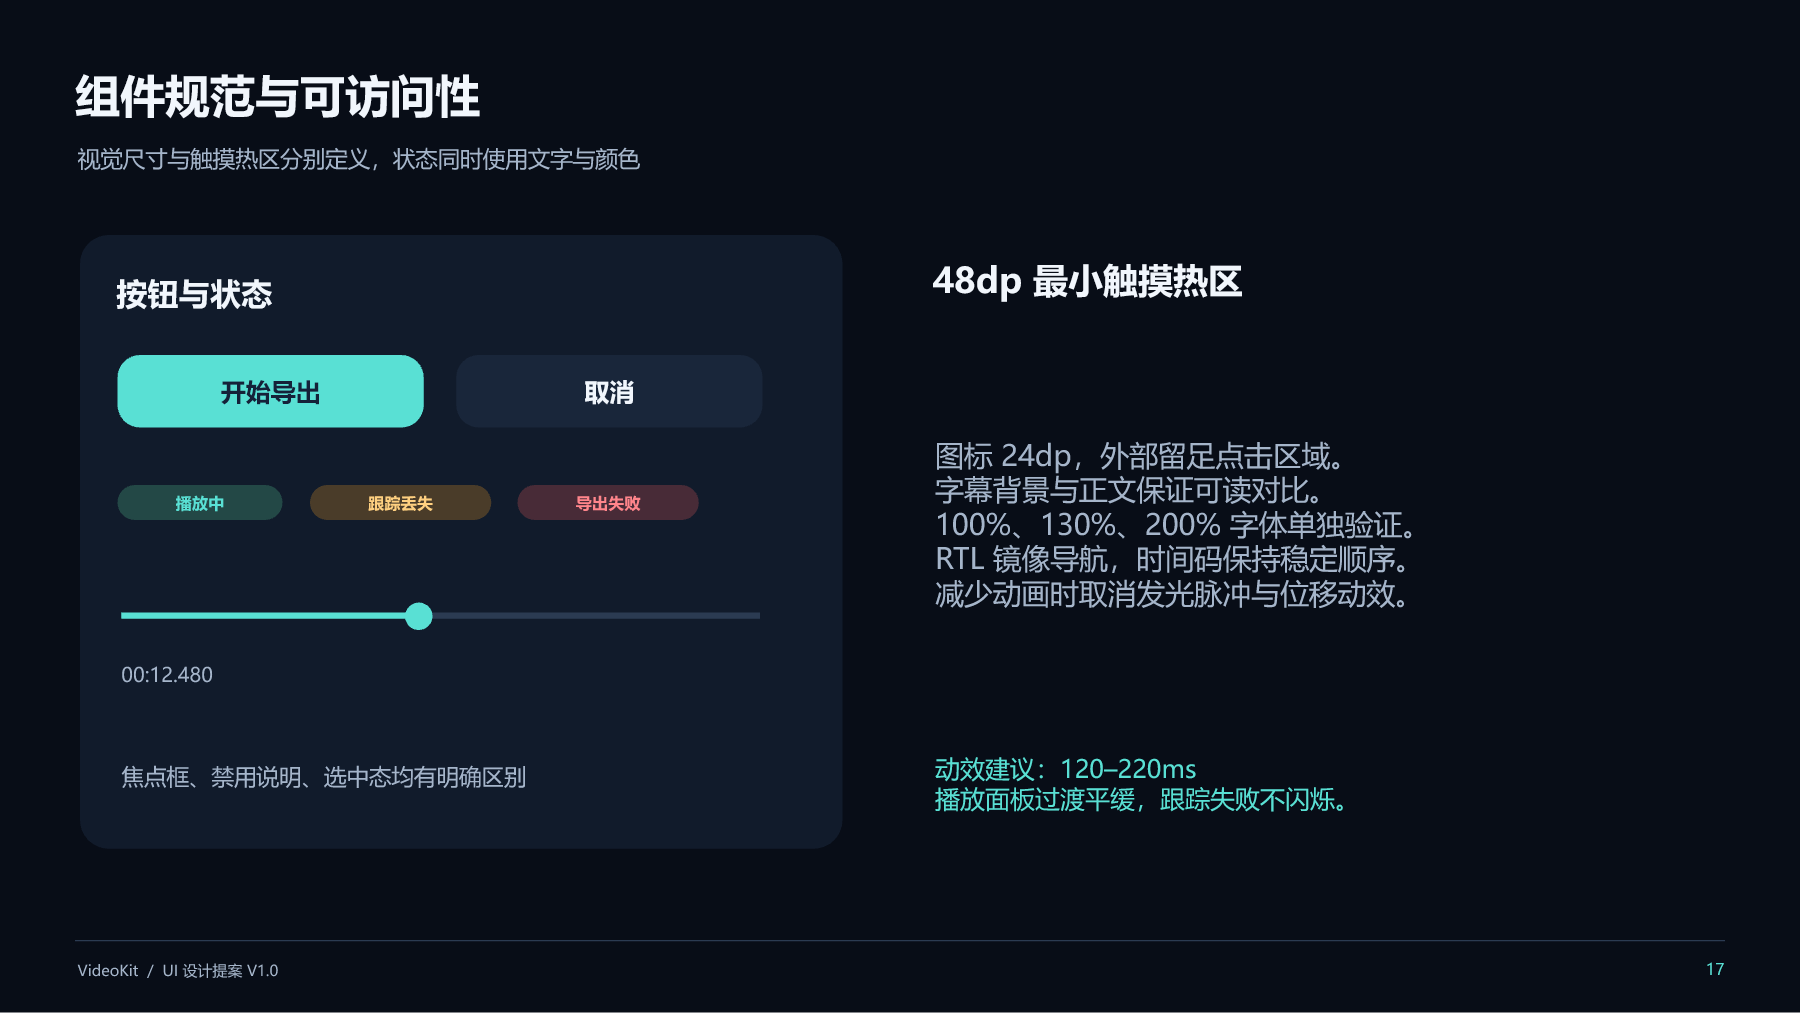 组件规范与可访问性
视觉尺寸与触摸热区分别定义，状态同时使用文字与颜色
按钮与状态
开始导出
取消
播放中
跟踪丢失
导出失败
00:12.480
焦点框、禁用说明、选中态均有明确区别
48dp 最小触摸热区
图标 24dp，外部留足点击区域。
字幕背景与正文保证可读对比。
100%、130%、200% 字体单独验证。
RTL 镜像导航，时间码保持稳定顺序。
减少动画时取消发光脉冲与位移动效。
动效建议：120–220ms
播放面板过渡平缓，跟踪失败不闪烁。
VideoKit / UI 设计提案 V1.0
17